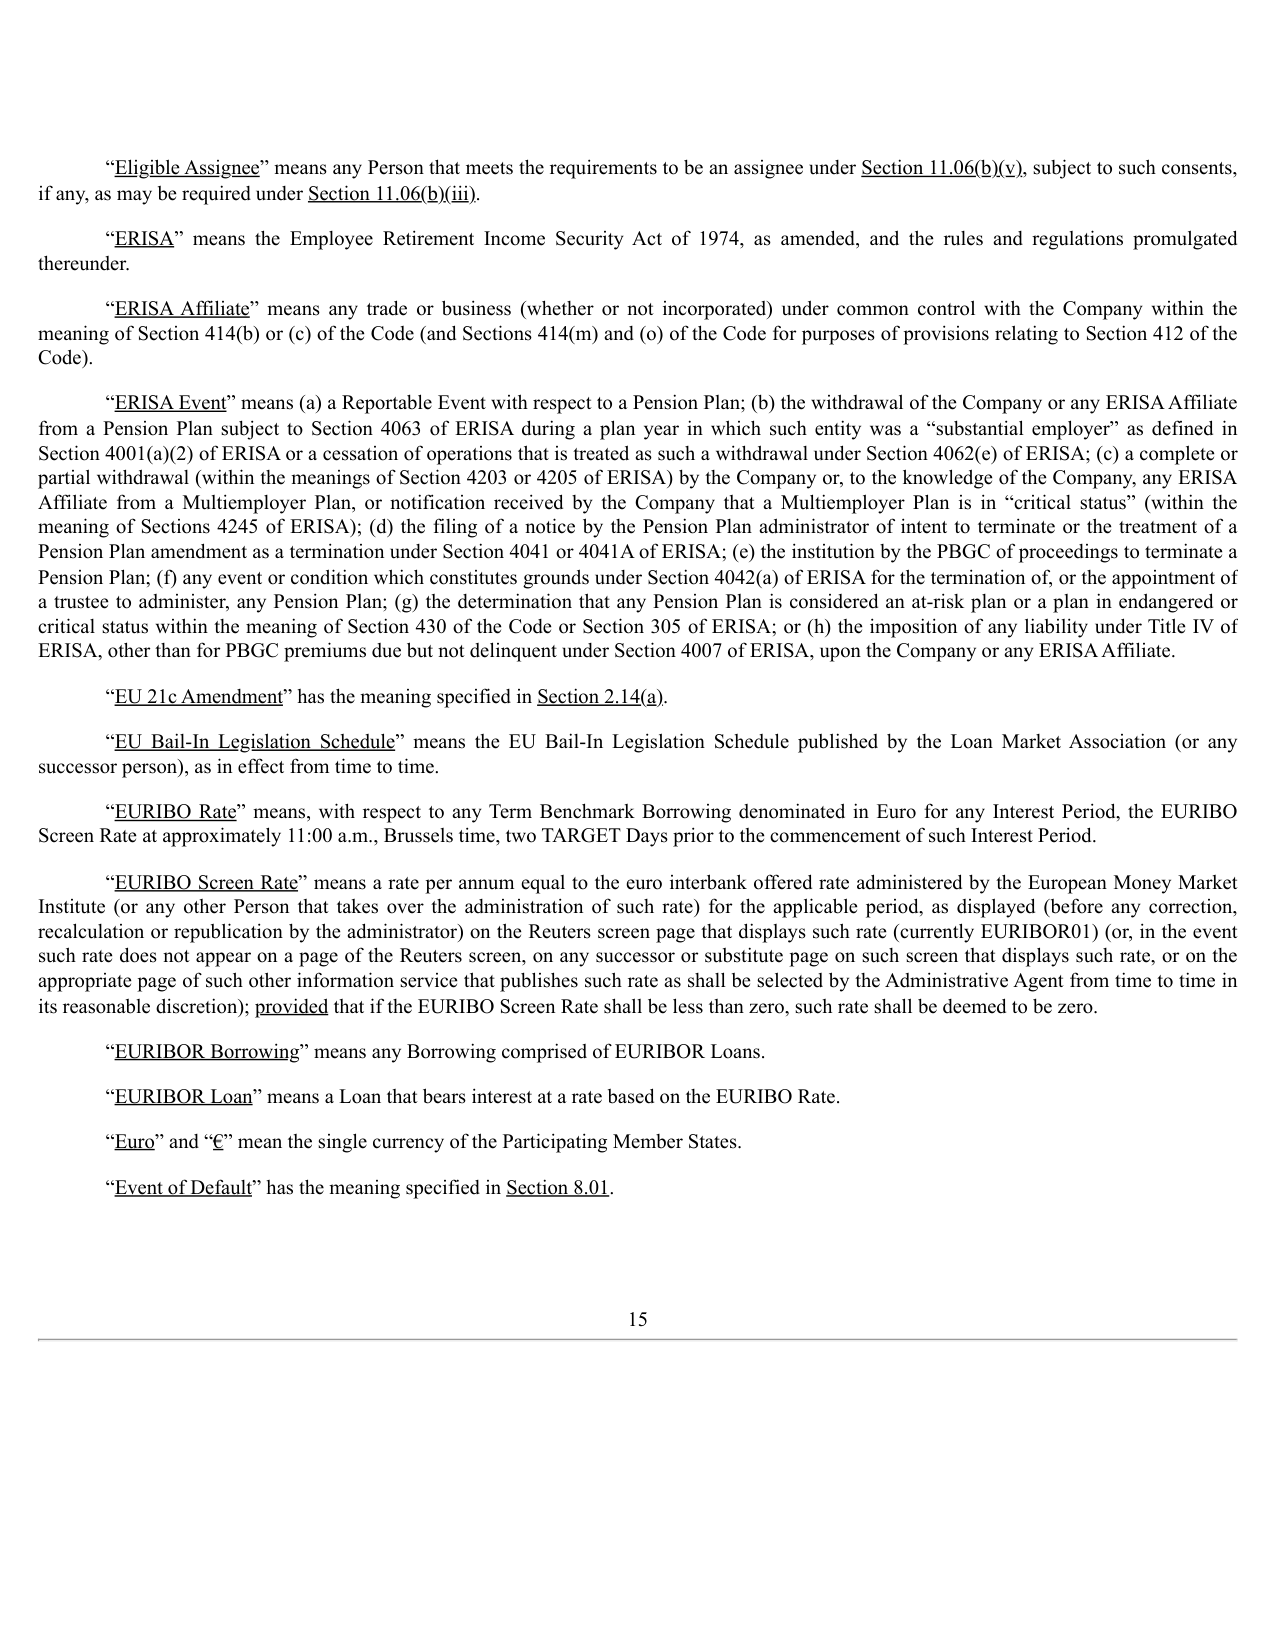 “Eligible Assignee” means any Person that meets the requirements to be an assignee under Section 11.06(b)(v), subject to such consents,
if any, as may be required under Section 11.06(b)(iii).
“ERISA” means the Employee Retirement Income Security Act of 1974, as amended, and the rules and regulations promulgated
thereunder.
“ERISA Affiliate” means any trade or business (whether or not incorporated) under common control with the Company within the
meaning of Section 414(b) or (c) of the Code (and Sections 414(m) and (o) of the Code for purposes of provisions relating to Section 412 of the
Code).
“ERISA Event” means (a) a Reportable Event with respect to a Pension Plan; (b) the withdrawal of the Company or any ERISA Affiliate
from a Pension Plan subject to Section 4063 of ERISA during a plan year in which such entity was a “substantial employer” as defined in
Section 4001(a)(2) of ERISA or a cessation of operations that is treated as such a withdrawal under Section 4062(e) of ERISA; (c) a complete or
partial withdrawal (within the meanings of Section 4203 or 4205 of ERISA) by the Company or, to the knowledge of the Company, any ERISA
Affiliate from a Multiemployer Plan, or notification received by the Company that a Multiemployer Plan is in “critical status” (within the
meaning of Sections 4245 of ERISA); (d) the filing of a notice by the Pension Plan administrator of intent to terminate or the treatment of a
Pension Plan amendment as a termination under Section 4041 or 4041A of ERISA; (e) the institution by the PBGC of proceedings to terminate a
Pension Plan; (f) any event or condition which constitutes grounds under Section 4042(a) of ERISA for the termination of, or the appointment of
a trustee to administer, any Pension Plan; (g) the determination that any Pension Plan is considered an at-risk plan or a plan in endangered or
critical status within the meaning of Section 430 of the Code or Section 305 of ERISA; or (h) the imposition of any liability under Title IV of
ERISA, other than for PBGC premiums due but not delinquent under Section 4007 of ERISA, upon the Company or any ERISA Affiliate.
“EU 21c Amendment” has the meaning specified in Section 2.14(a).
“EU Bail-In Legislation Schedule” means the EU Bail-In Legislation Schedule published by the Loan Market Association (or any
successor person), as in effect from time to time.
“EURIBO Rate” means, with respect to any Term Benchmark Borrowing denominated in Euro for any Interest Period, the EURIBO
Screen Rate at approximately 11:00 a.m., Brussels time, two TARGET Days prior to the commencement of such Interest Period.
“EURIBO Screen Rate” means a rate per annum equal to the euro interbank offered rate administered by the European Money Market
Institute (or any other Person that takes over the administration of such rate) for the applicable period, as displayed (before any correction,
recalculation or republication by the administrator) on the Reuters screen page that displays such rate (currently EURIBOR01) (or, in the event
such rate does not appear on a page of the Reuters screen, on any successor or substitute page on such screen that displays such rate, or on the
appropriate page of such other information service that publishes such rate as shall be selected by the Administrative Agent from time to time in
its reasonable discretion); provided that if the EURIBO Screen Rate shall be less than zero, such rate shall be deemed to be zero.
“EURIBOR Borrowing” means any Borrowing comprised of EURIBOR Loans.
“EURIBOR Loan” means a Loan that bears interest at a rate based on the EURIBO Rate.
“Euro” and “€” mean the single currency of the Participating Member States.
“Event of Default” has the meaning specified in Section 8.01.
15